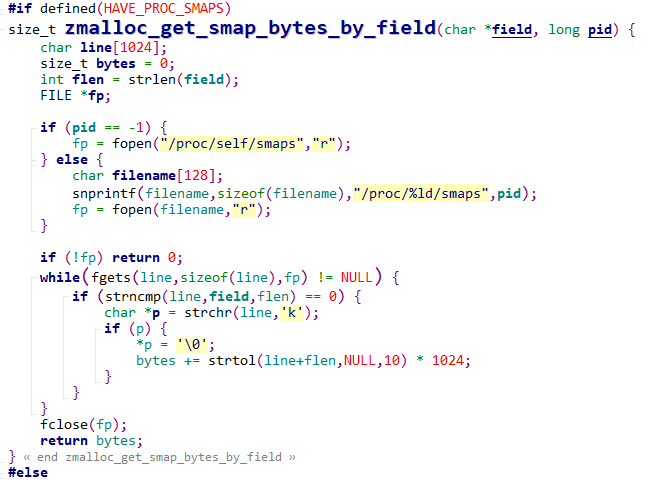 #if defined(HAVE_PROC_SMAPS)
size_t zmalloc_get_smap_bytes_by_field(char *field, long pid) {
    char line[1024];
    size_t bytes = 0;
    int flen = strlen(field);
    FILE *fp;

    if (pid == -1) {
        fp = fopen("/proc/self/smaps","r");
    } else {
        char filename[128];
        snprintf(filename,sizeof(filename),"/proc/%ld/smaps",pid);
        fp = fopen(filename,"r");
    }

    if (!fp) return 0;
    while(fgets(line,sizeof(line),fp) != NULL) {
        if (strncmp(line,field,flen) == 0) {
            char *p = strchr(line,'k');
            if (p) {
                *p = '\0';
                bytes += strtol(line+flen,NULL,10) * 1024;
            }
        }
    }
    fclose(fp);
    return bytes;
} « end zmalloc_get_smap_bytes_by_field »
#else